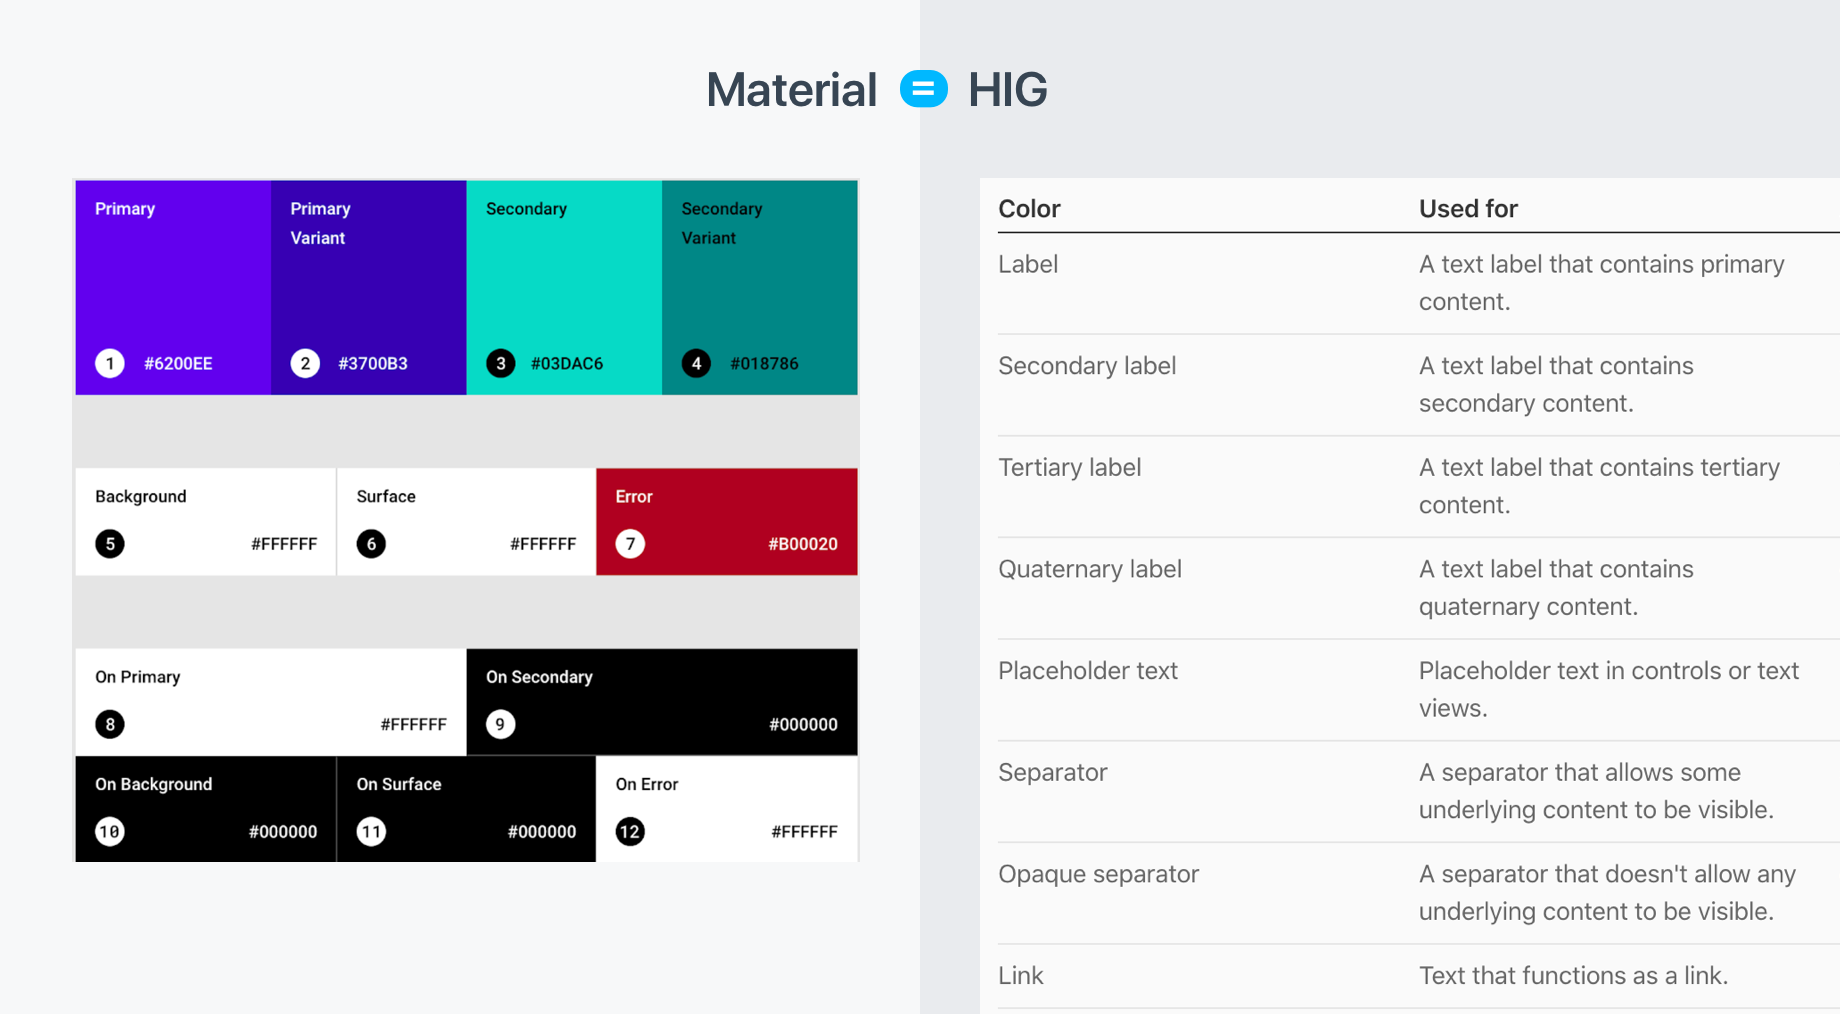 Material = HIG
Primary
Primary
Variant
Secondary
Secondary
Variant
1 #6200EE
2 #3700B3
3 #03DAC6
4 #018786
Background
Surface
Error
5 #FFFFFF
6 #FFFFFF
7 #B00020
On Primary
On Secondary
8 #FFFFFF
9 #000000
On Background
On Surface
On Error
10 #000000
11 #000000
12 #FFFFFF
Color
Used for
Label
A text label that contains primary
content.
Secondary label
A text label that contains
secondary content.
Tertiary label
A text label that contains tertiary
content.
Quaternary label
A text label that contains
quaternary content.
Placeholder text
Placeholder text in controls or text
views.
Separator
A separator that allows some
underlying content to be visible.
Opaque separator
A separator that doesn't allow any
underlying content to be visible.
Link
Text that functions as a link.